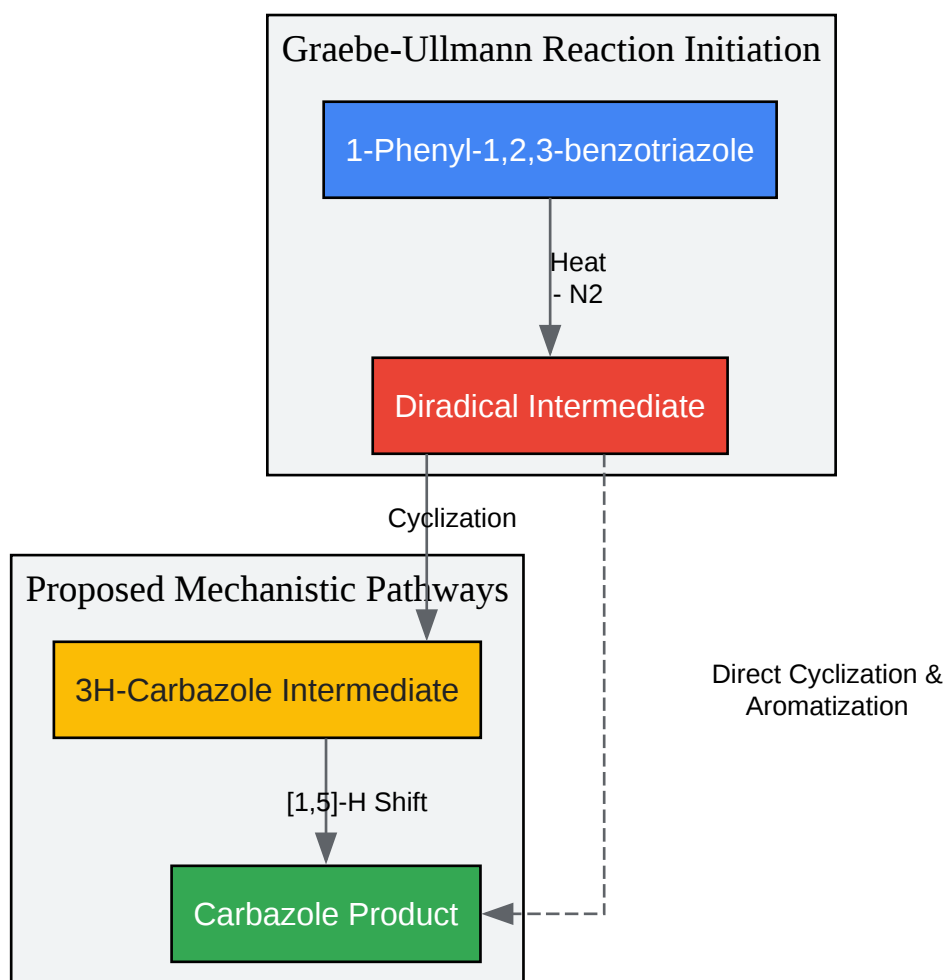 Graebe-Ullmann Reaction Initiation
1-Phenyl-1,2,3-benzotriazole
Heat
- N2
Diradical Intermediate
Cyclization
Proposed Mechanistic Pathways
3H-Carbazole Intermediate
Direct Cyclization &
Aromatization
[1,5]-H Shift
Carbazole Product